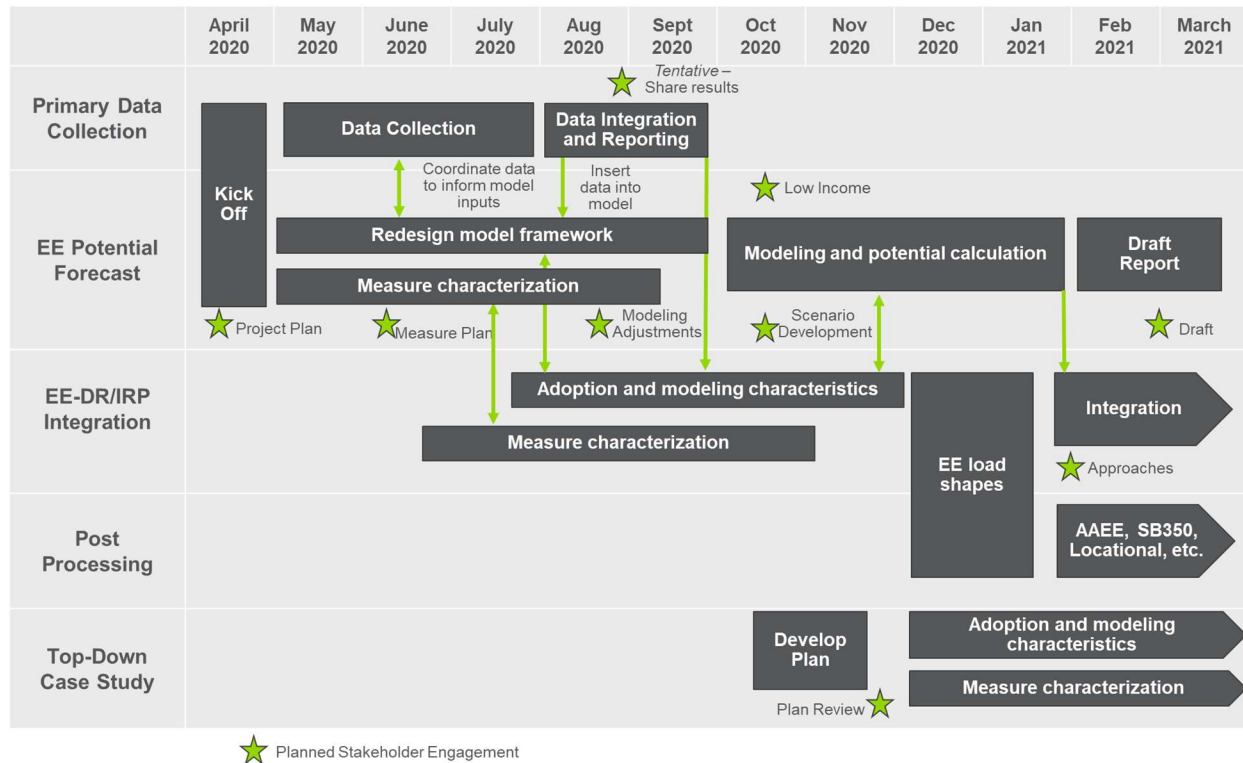 April
2020
May
2020
June
2020
July
2020
Aug
2020
Sept
2020
Oct
2020
Nov
2020
Dec
2020
Jan
2021
Feb
2021
March
2021
Primary Data
Collection
Tentative –
Share results
Data Collection
Data Integration
and Reporting
Coordinate data
to inform model
inputs
Insert
data into
model
Kick
Off
EE Potential
Forecast
Low Income
Redesign model framework
Modeling and potential calculation
Draft
Report
Measure characterization
Project Plan
Measure Plan
Modeling
Adjustments
Scenario
Development
Draft
EE-DR/IRP
Integration
Adoption and modeling characteristics
Measure characterization
EE load
shapes
Integration
Approaches
Post
Processing
AAEE, SB350,
Locational, etc.
Top-Down
Case Study
Develop
Plan
Plan Review
Adoption and modeling
characteristics
Measure characterization
Planned Stakeholder Engagement